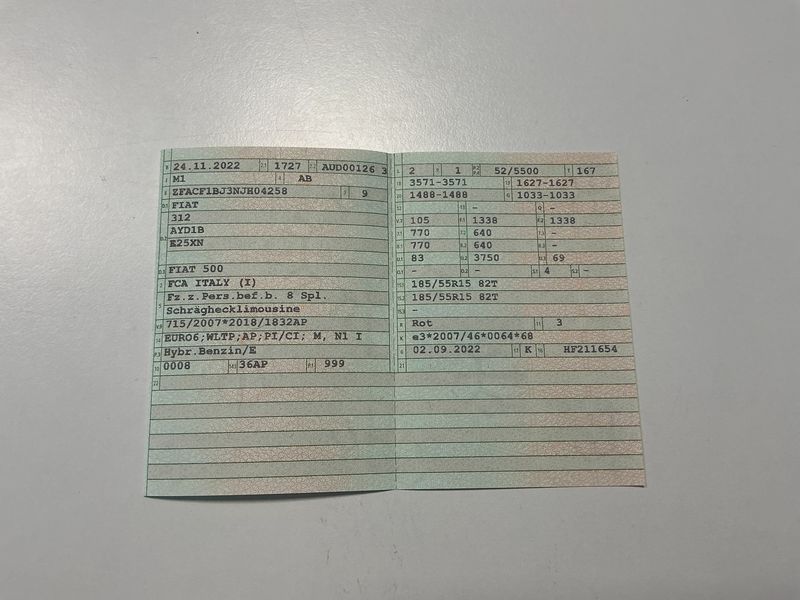 24.11.2022 1727 AUD00126 3
M1 AB
ZFACF1BJ3NJH04258 9
FIAT
312
AYD1B
E25XN
FIAT 500
FCA ITALY (I)
Fz.z.Pers.bef.b. 8 Spl.
Schräghecklimousine
715/2007*2018/1832AP
EURO6;WLTP;AP;PI/CI; M, N1 I
Hybr.Benzin/E
0008 36AP 999
2 1 52/5500 167
3571-3571 1627-1627
1488-1488 1033-1033
- -
105 1338 1338
770 640 -
770 640 -
83 3750 69
- - 4 -
185/55R15 82T
185/55R15 82T
-
Rot 3
e3*2007/46*0064*68
02.09.2022 K HF211654